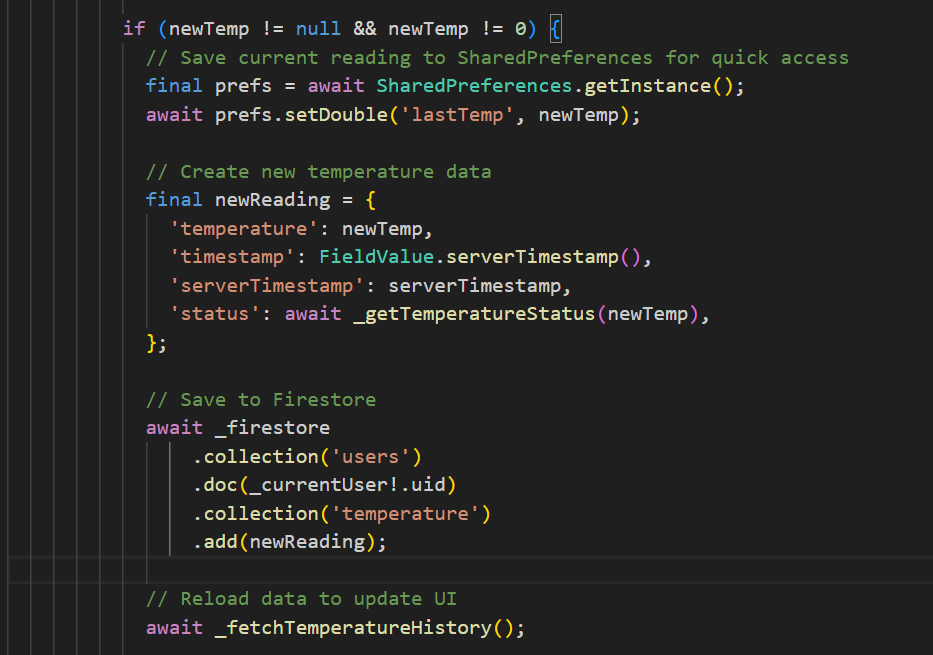 if (newTemp != null && newTemp != 0) {
// Save current reading to SharedPreferences for quick access
final prefs = await SharedPreferences.getInstance();
await prefs.setDouble('lastTemp', newTemp);
// Create new temperature data
final newReading = {
'temperature': newTemp,
'timestamp': FieldValue.serverTimestamp(),
'serverTimestamp': serverTimestamp,
'status': await _getTemperatureStatus(newTemp),
};
// Save to Firestore
await _firestore
.collection('users')
.doc(_currentUser!.uid)
.collection('temperature')
.add(newReading);
// Reload data to update UI
await _fetchTemperatureHistory();